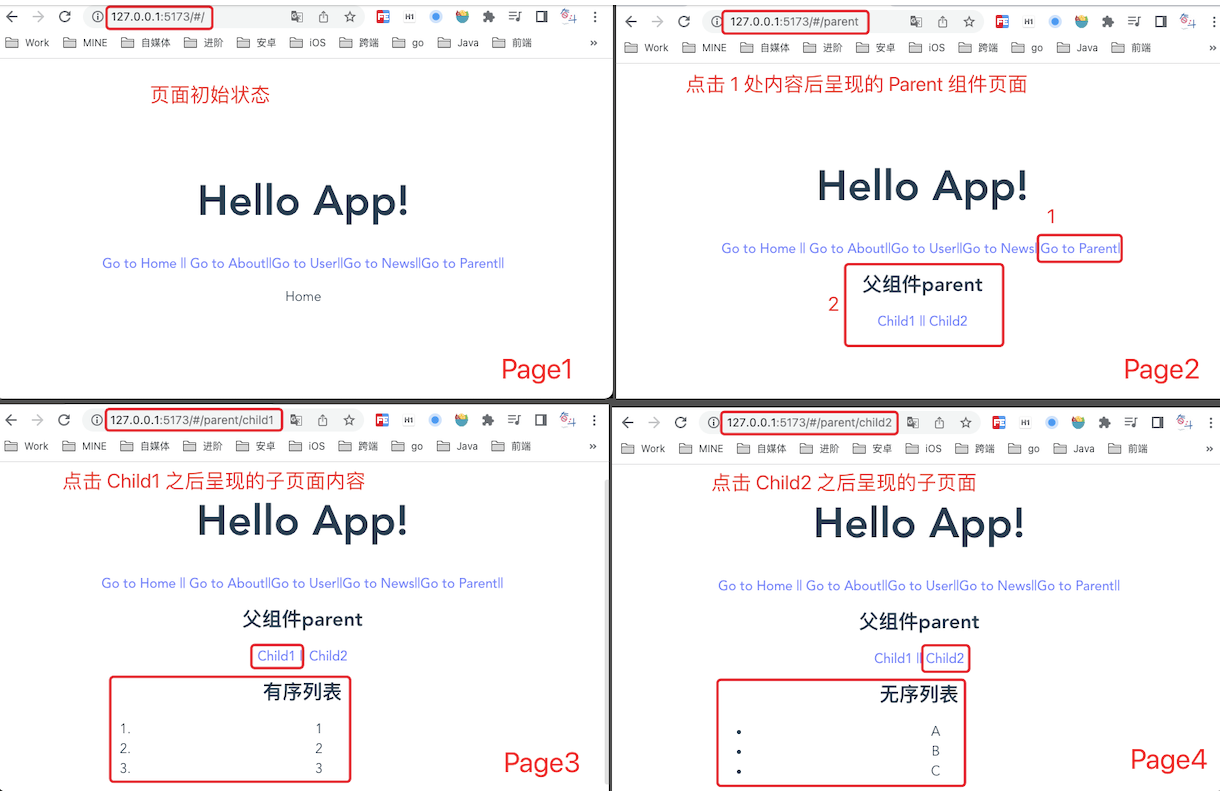 127.0.0.1:5173/#/
H1
Work MINE 自媒体 进阶 安卓 iOS 跨端 go Java 前端 »
页面初始状态
Hello App!
Go to Home || Go to About||Go to User||Go to News||Go to Parent||
Home
Page1
127.0.0.1:5173/#/parent
H1
Work MINE 自媒体 进阶 安卓 iOS 跨端 go Java 前端 »
点击 1 处内容后呈现的 Parent 组件页面
Hello App!
1
Go to Home || Go to About||Go to User||Go to News||Go to Parent||
父组件parent
2
Child1 || Child2
Page2
127.0.0.1:5173/#/parent/child1
H1
Work MINE 自媒体 进阶 安卓 iOS 跨端 go Java 前端 »
点击 Child1 之后呈现的子页面内容
Hello App!
Go to Home || Go to About||Go to User||Go to News||Go to Parent||
父组件parent
Child1 || Child2
有序列表
1. 1
2. 2
3. 3
Page3
127.0.0.1:5173/#/parent/child2
H1
Work MINE 自媒体 进阶 安卓 iOS 跨端 go Java 前端 »
点击 Child2 之后呈现的子页面
Hello App!
Go to Home || Go to About||Go to User||Go to News||Go to Parent||
父组件parent
Child1 || Child2
无序列表
• A
• B
• C
Page4